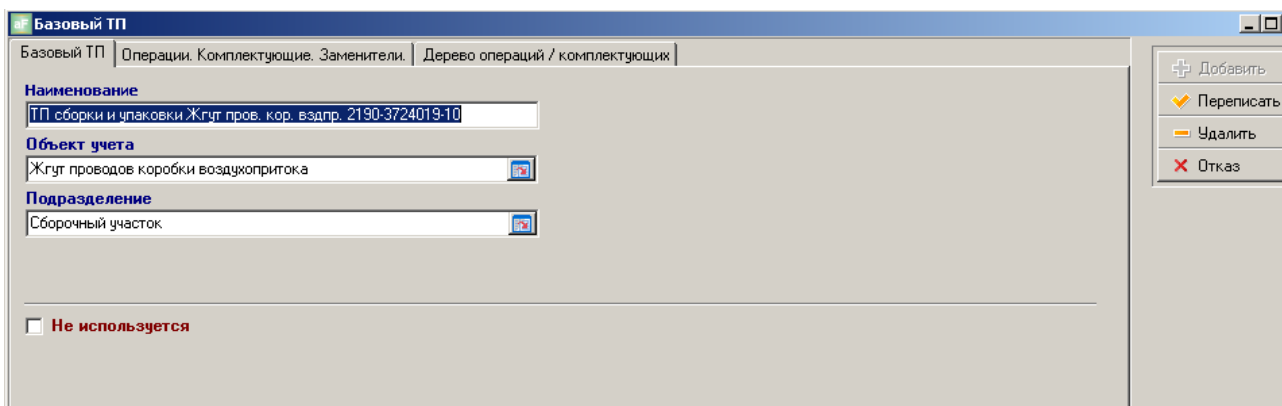 aF Базовый ТП
Базовый ТП Операции. Комплектующие. Заменители. Дерево операций / комплектующих
Добавить
Наименование
Переписать
ТП сборки и упаковки Жгут пров. кор. вздпр. 2190-3724019-10
Удалить
Объект учета
Жгут проводов коробки воздухопритока
Отказ
Подразделение
Сборочный участок
Не используется